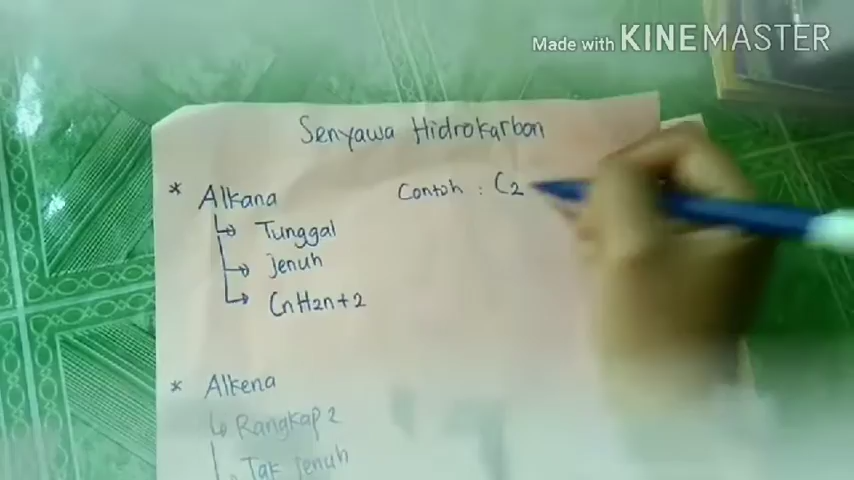 Made with KINEMASTER
Senyawa Hidrokarbon
* Alkana Contoh : C2
Tunggal
jenuh
CnH2n+2
* Alkena
Rangkap 2
Tak jenuh